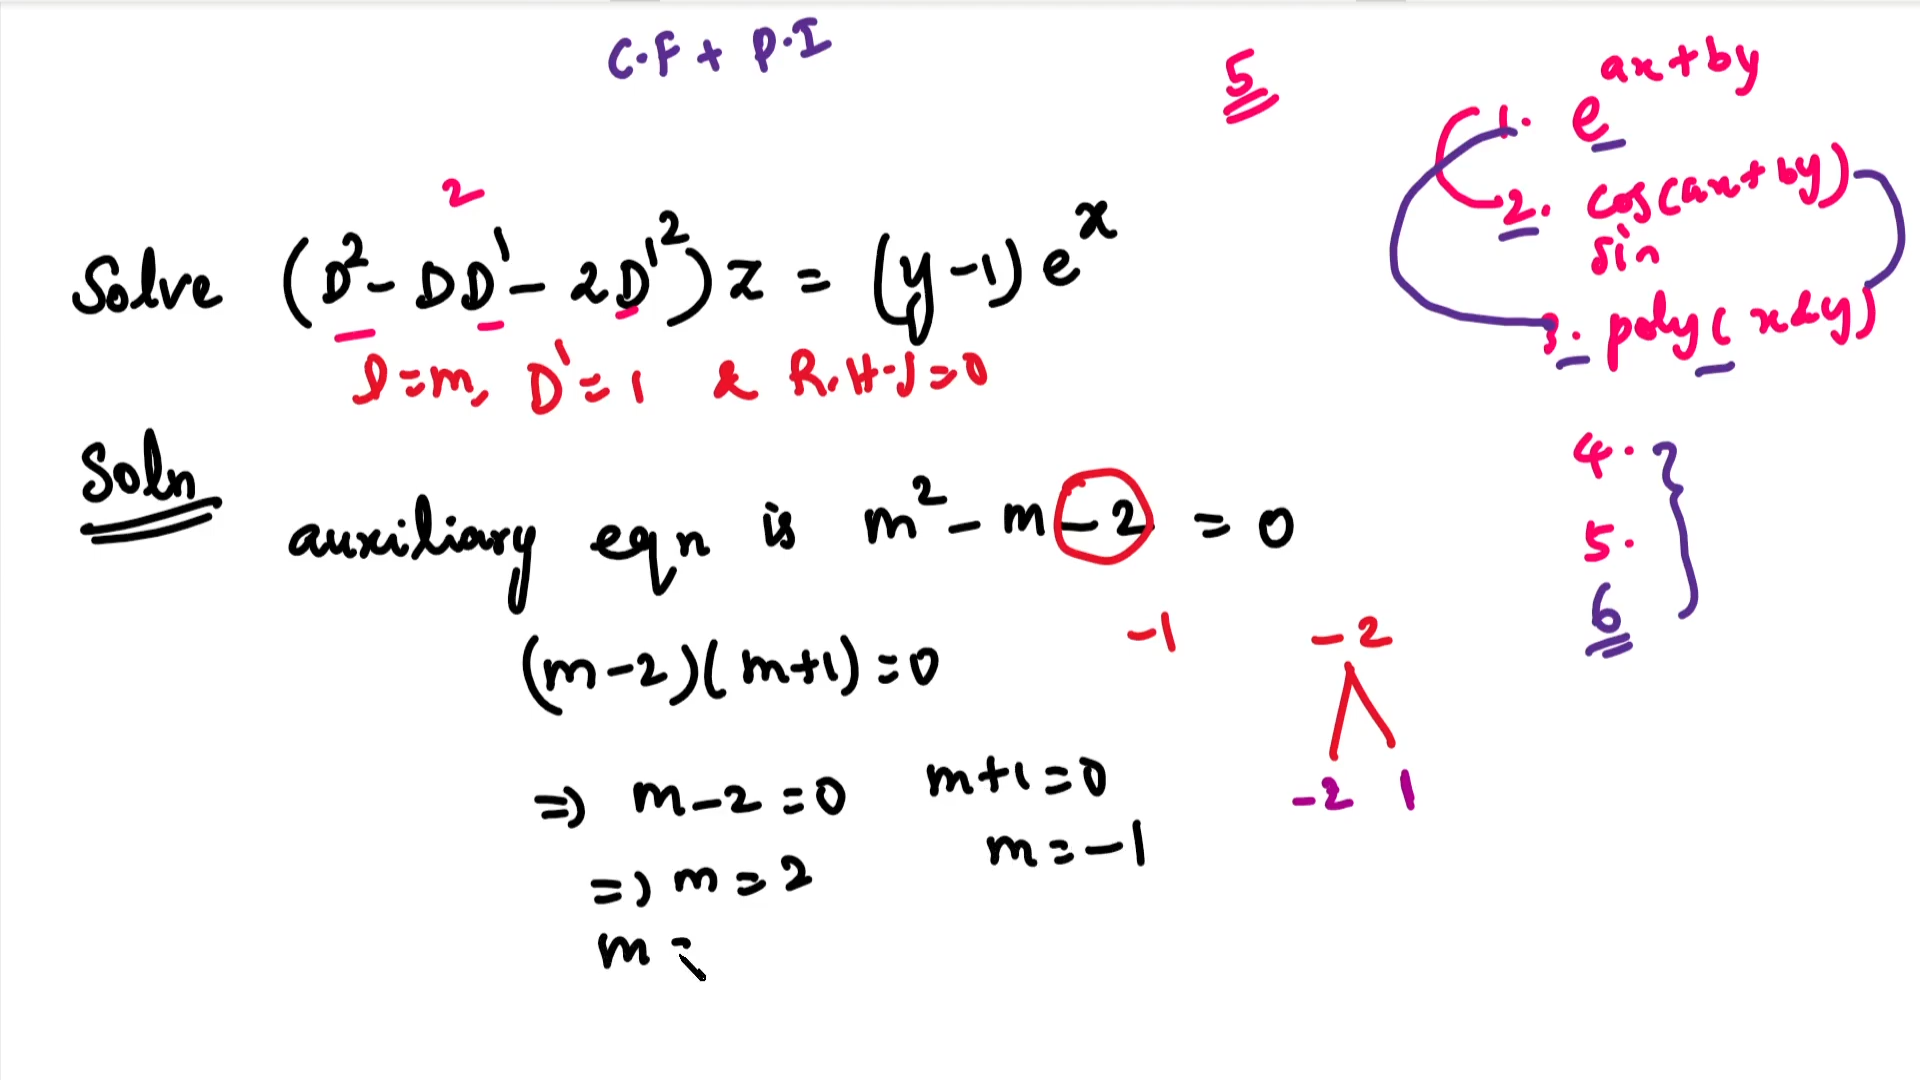 C.F + P.I
5
1. e^{ax+by}
2. cos(ax+by)
sin
3. poly(x&y)
4.
5.
6
2
Solve (D² - DD' - 2D'²)z = (y-1)e^x
D=m, D'=1 & R.H.S=0
Soln
auxiliary eqn is m² - m - 2 = 0
(m-2)(m+1)=0
-1
-2
-2 1
=> m-2=0 m+1=0
=> m=2 m=-1
m =